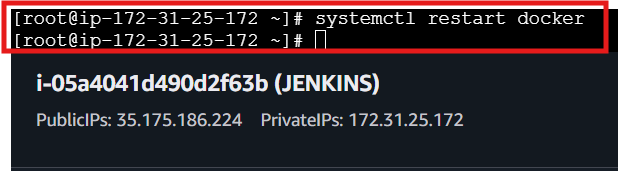 [root@ip-172-31-25-172 ~]# systemctl restart docker
[root@ip-172-31-25-172 ~]#
i-05a4041d490d2f63b (JENKINS)
PublicIPs: 35.175.186.224 PrivateIPs: 172.31.25.172